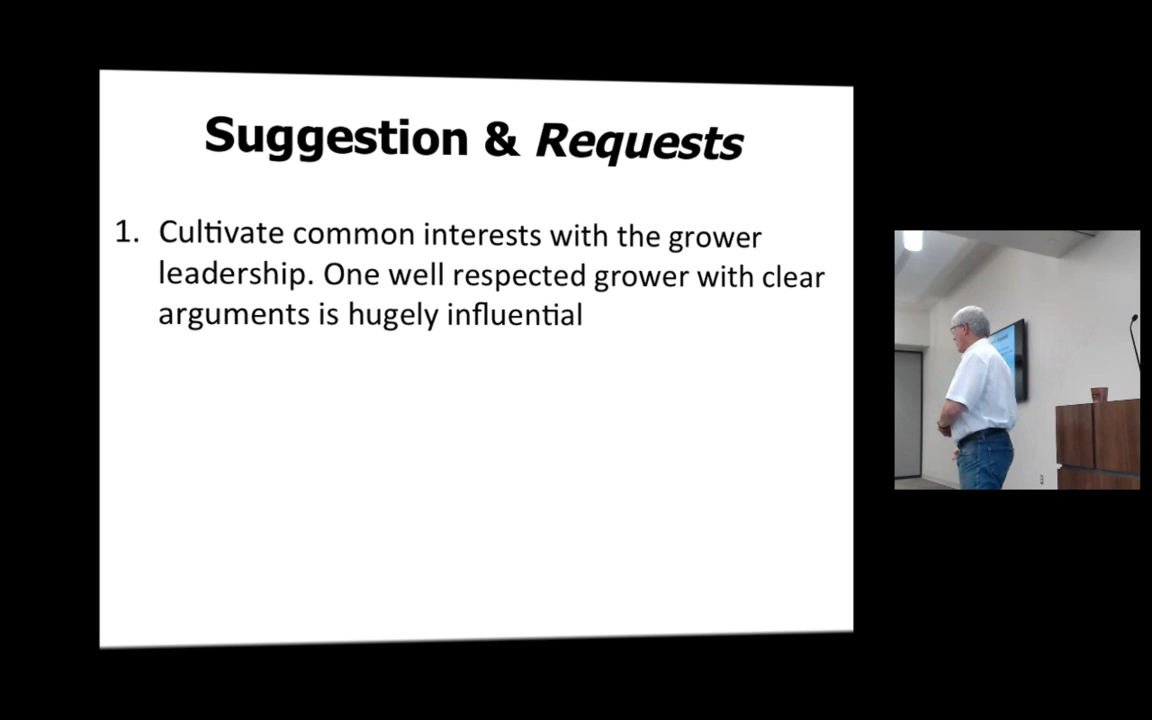 Suggestion & Requests
1. Cultivate common interests with the grower
leadership. One well respected grower with clear
arguments is hugely influential